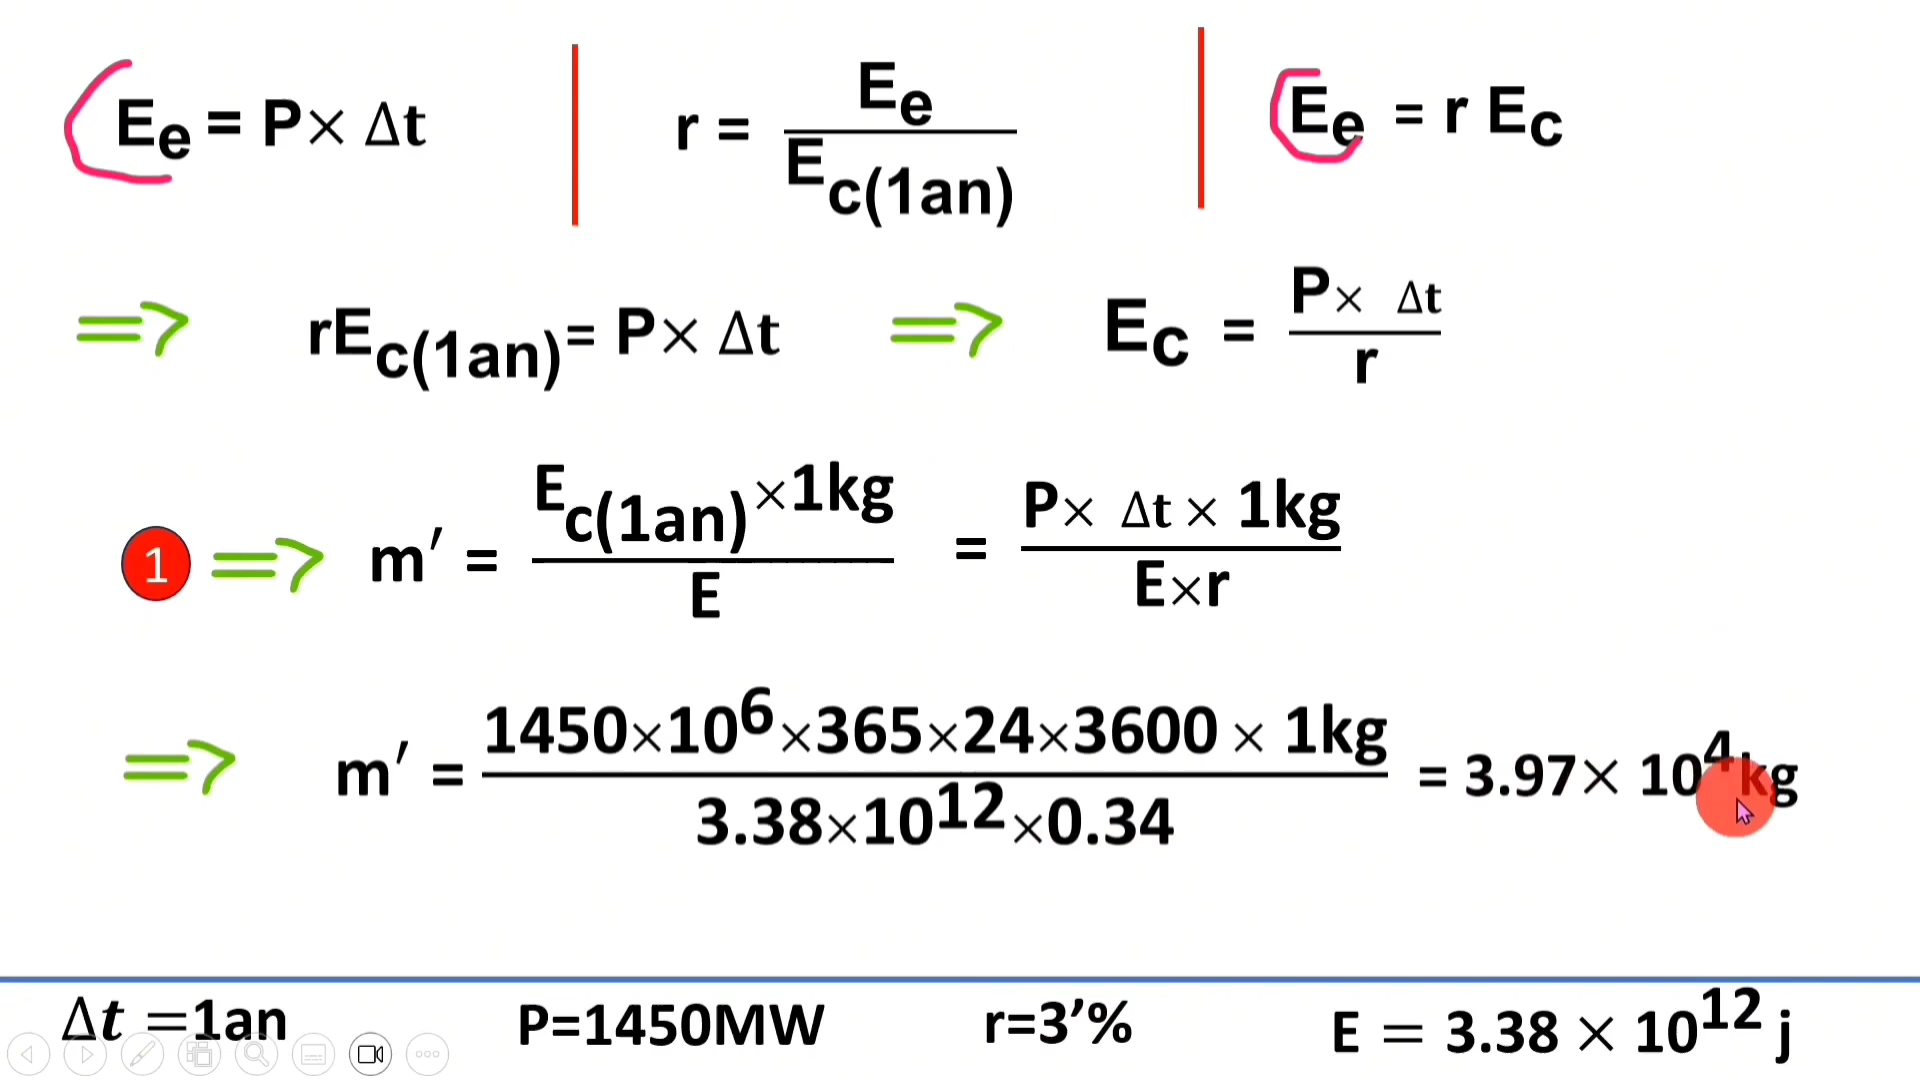 Ee = P× Δt
r = Ee / Ec(1an)
Ee = r Ec
=> rEc(1an) = P× Δt => Ec = P× Δt / r
1 => m′ = Ec(1an)×1kg / E = P× Δt × 1kg / E×r
=> m′ = 1450×10^6×365×24×3600 × 1kg / 3.38×10^12×0.34 = 3.97× 10^4 kg
Δt =1an
P=1450MW
r=3′%
E = 3.38 × 10^12 j